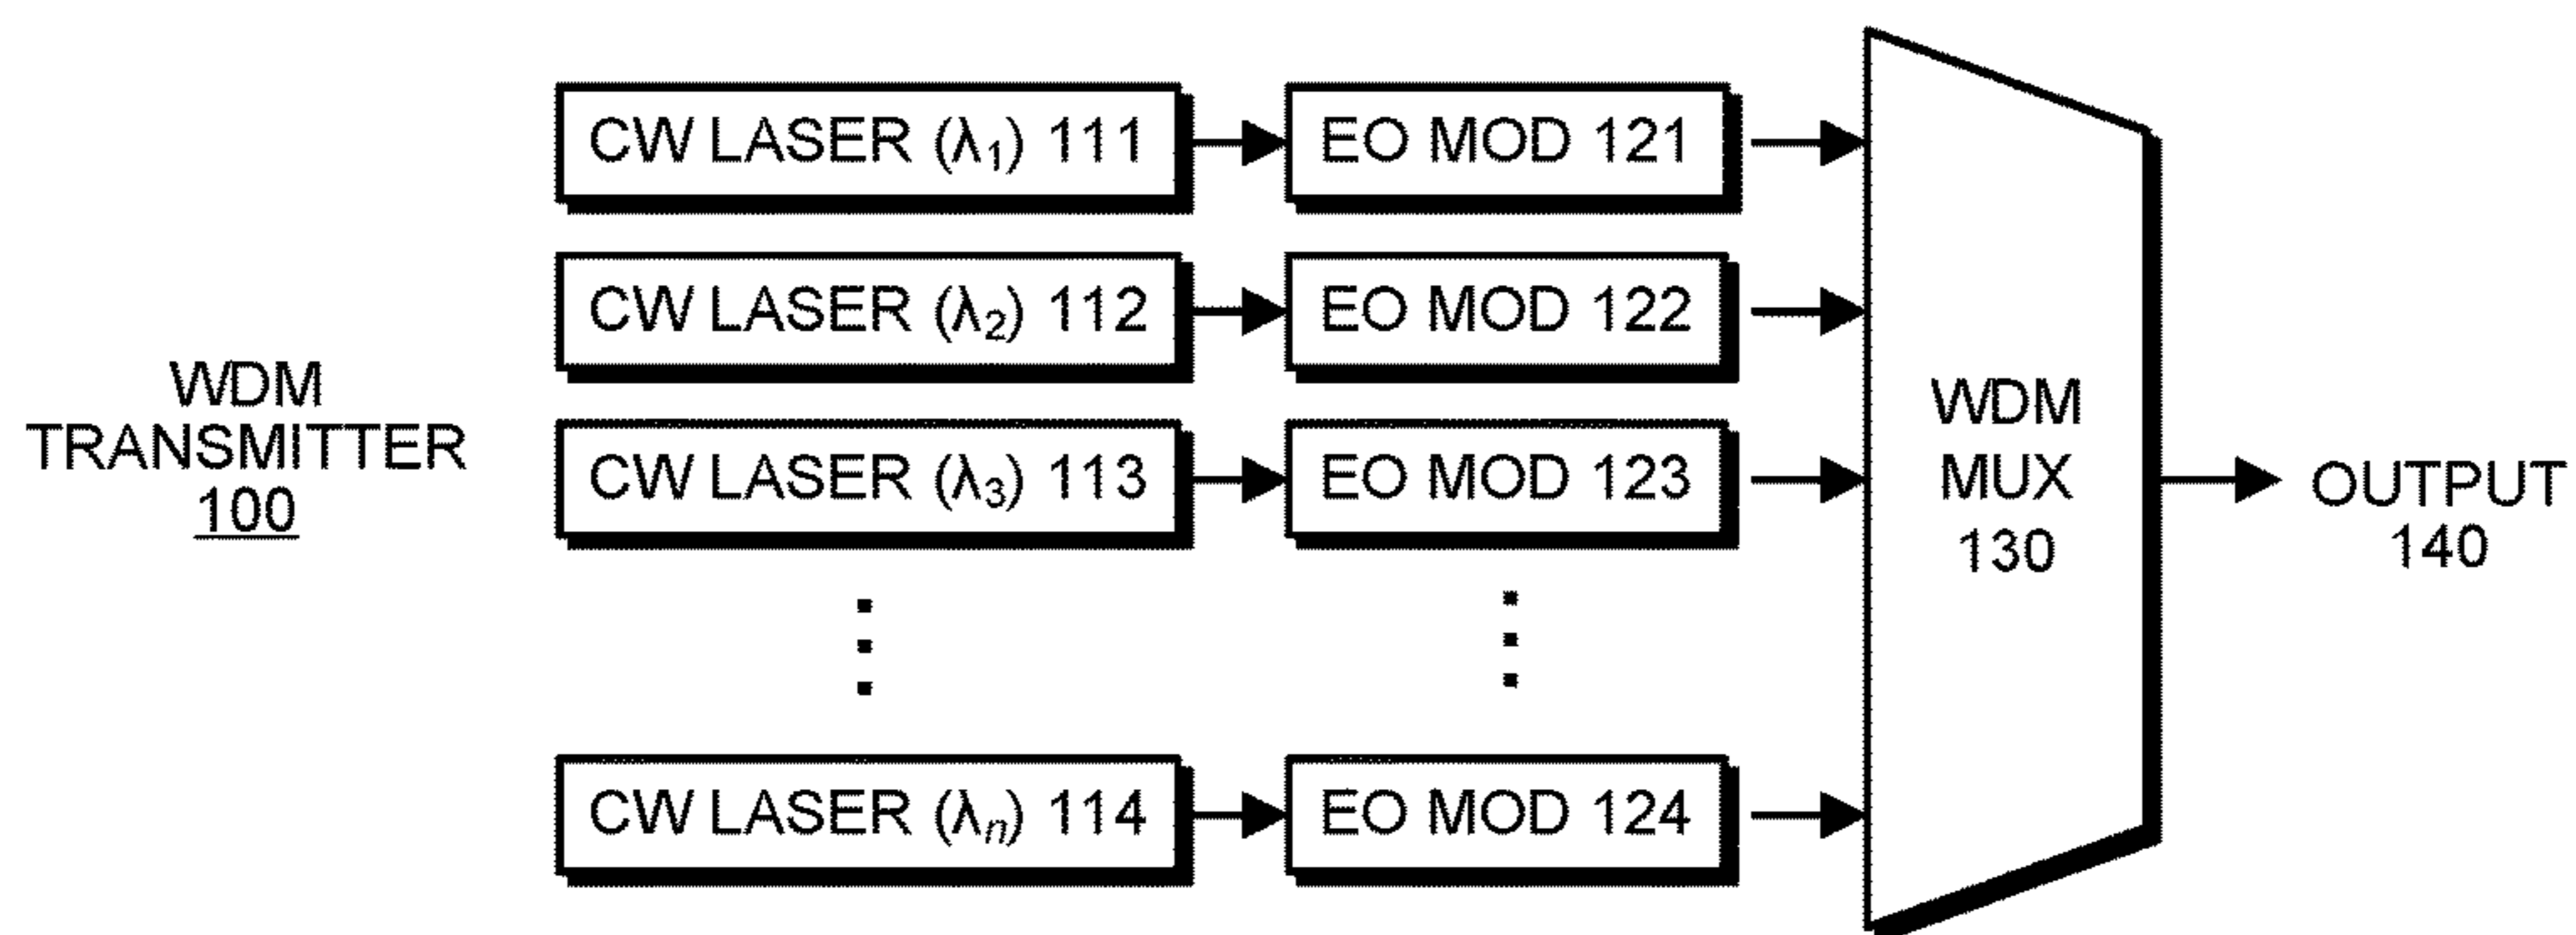 WDM
TRANSMITTER
100
CW LASER (λ1) 111
EO MOD 121
CW LASER (λ2) 112
EO MOD 122
CW LASER (λ3) 113
EO MOD 123
CW LASER (λn) 114
EO MOD 124
WDM
MUX
130
OUTPUT
140